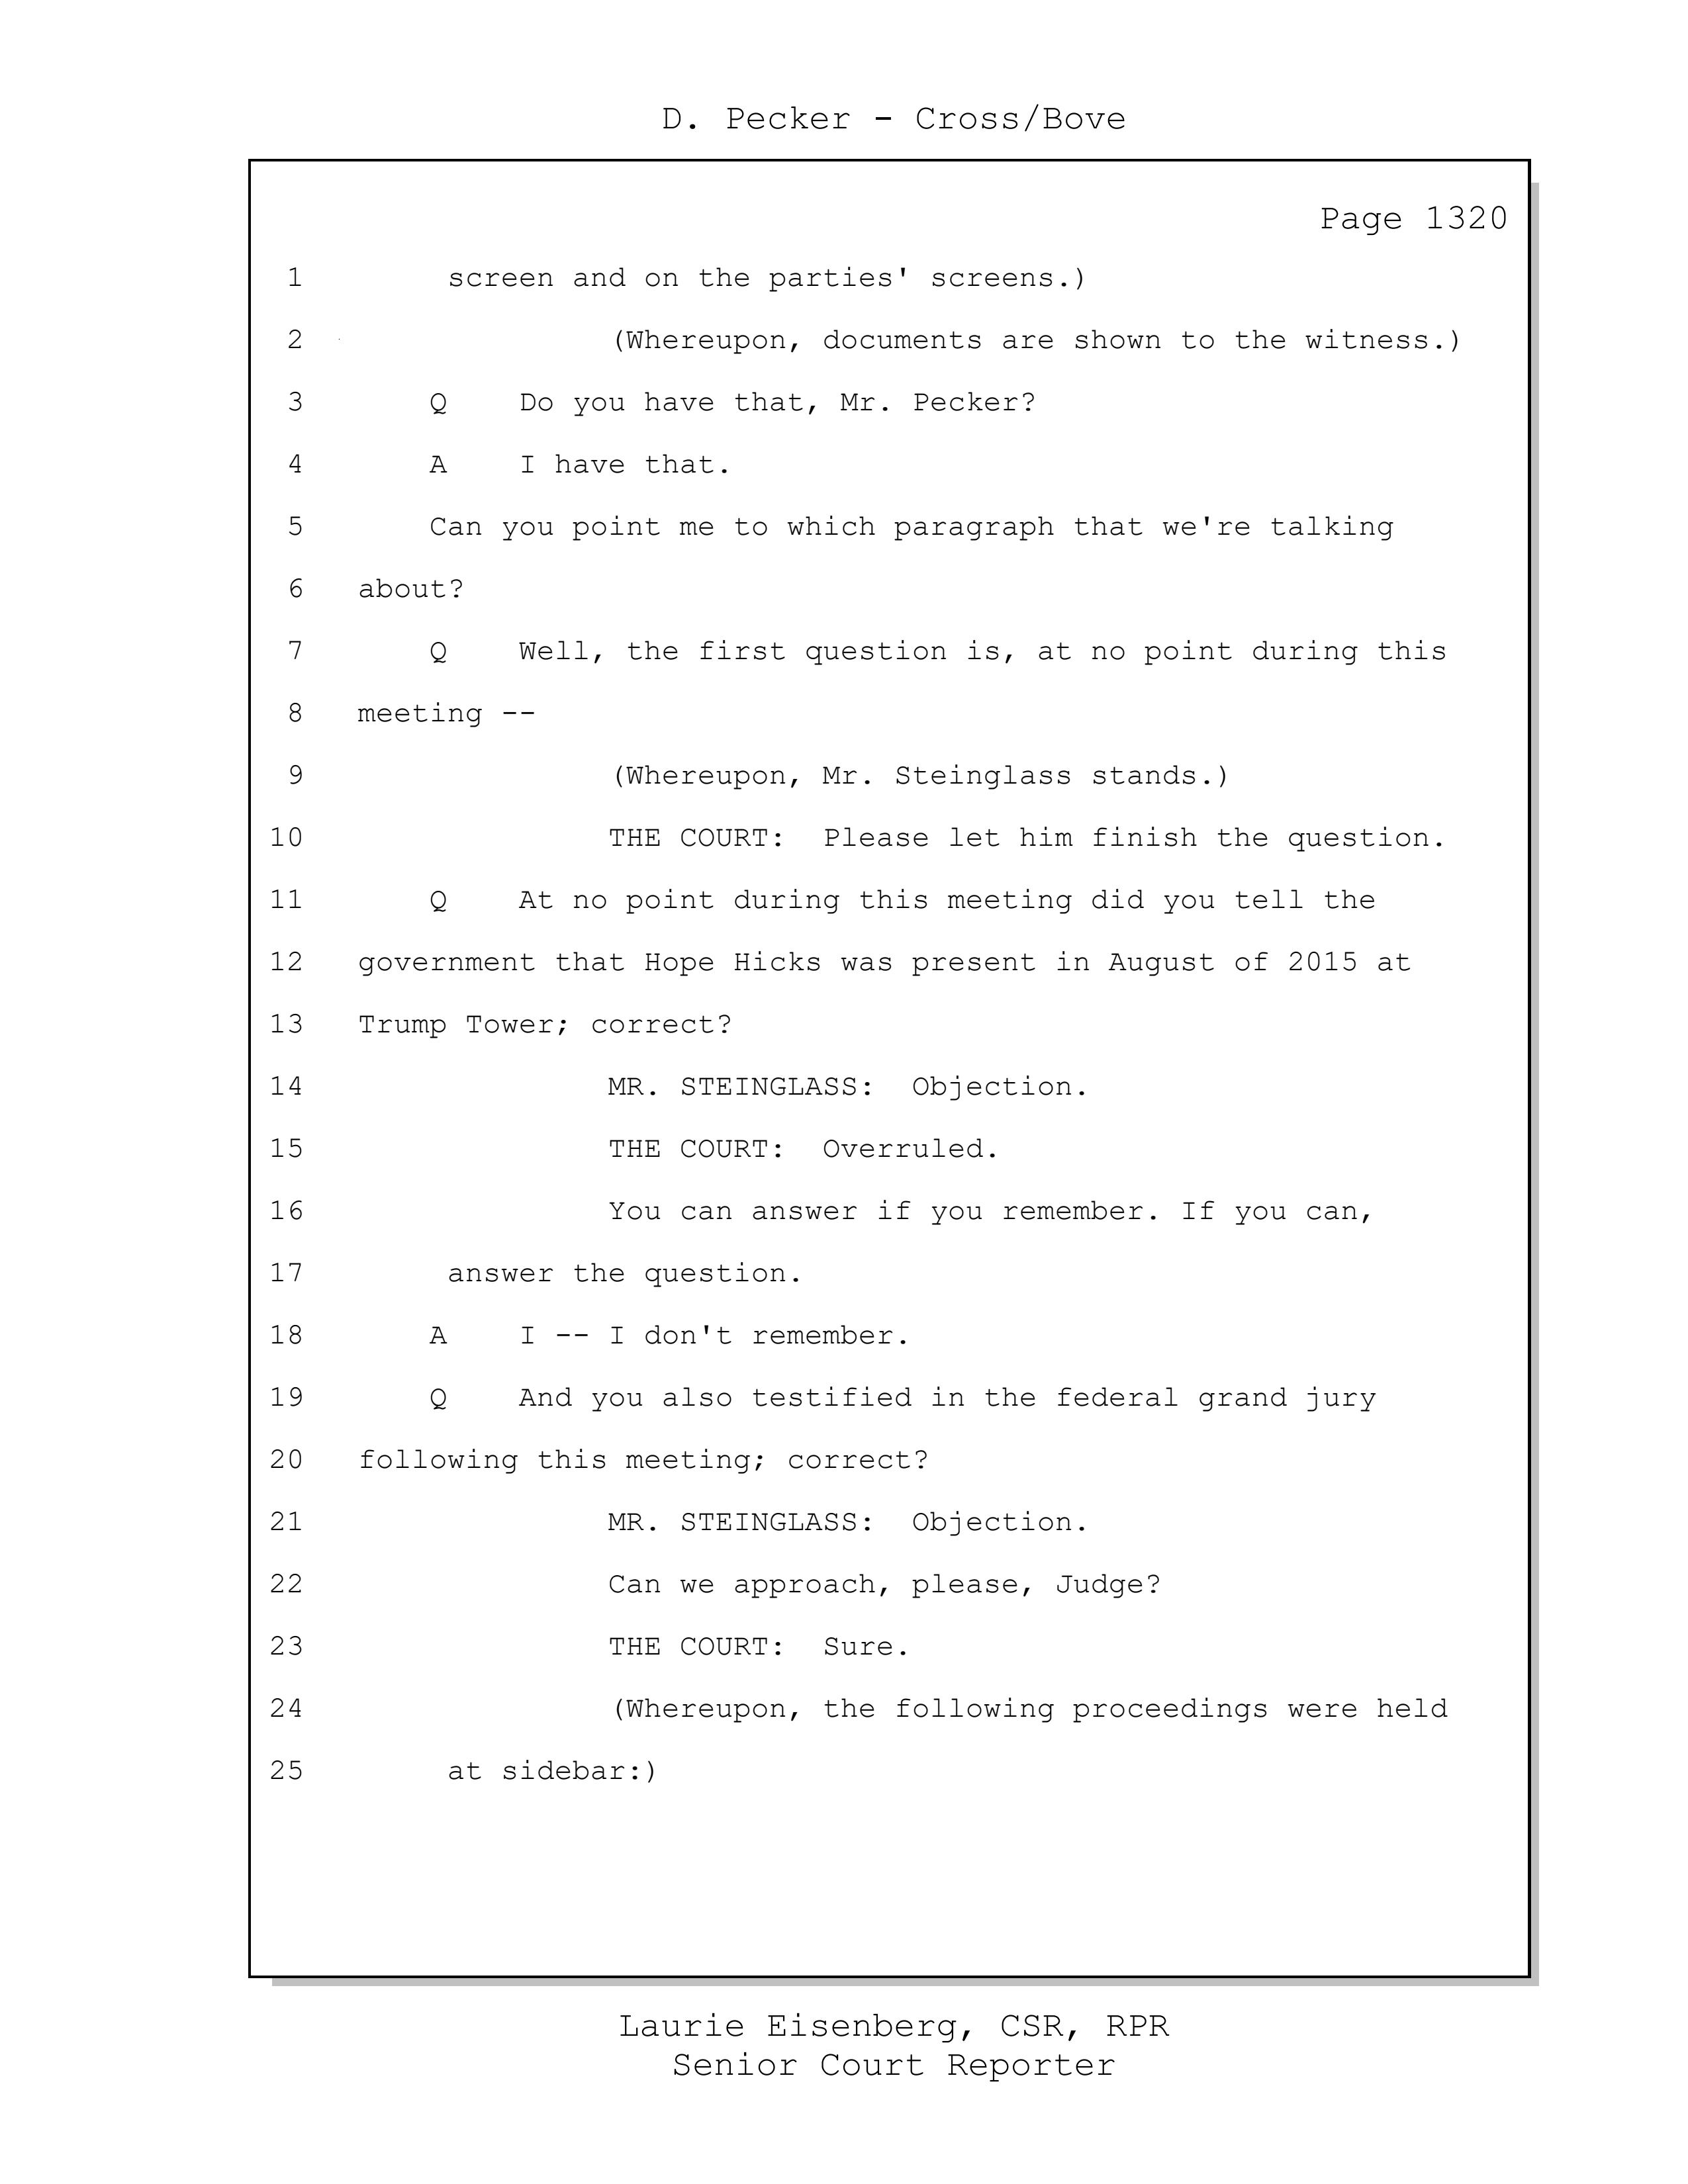 D. Pecker - Cross/Bove
Page 1320
1 screen and on the parties' screens.)
2 (Whereupon, documents are shown to the witness.)
3 Q Do you have that, Mr. Pecker?
4 A I have that.
5 Can you point me to which paragraph that we're talking
6 about?
7 Q Well, the first question is, at no point during this
8 meeting --
9 (Whereupon, Mr. Steinglass stands.)
10 THE COURT: Please let him finish the question.
11 Q At no point during this meeting did you tell the
12 government that Hope Hicks was present in August of 2015 at
13 Trump Tower; correct?
14 MR. STEINGLASS: Objection.
15 THE COURT: Overruled.
16 You can answer if you remember. If you can,
17 answer the question.
18 A I -- I don't remember.
19 Q And you also testified in the federal grand jury
20 following this meeting; correct?
21 MR. STEINGLASS: Objection.
22 Can we approach, please, Judge?
23 THE COURT: Sure.
24 (Whereupon, the following proceedings were held
25 at sidebar:)
Laurie Eisenberg, CSR, RPR
Senior Court Reporter